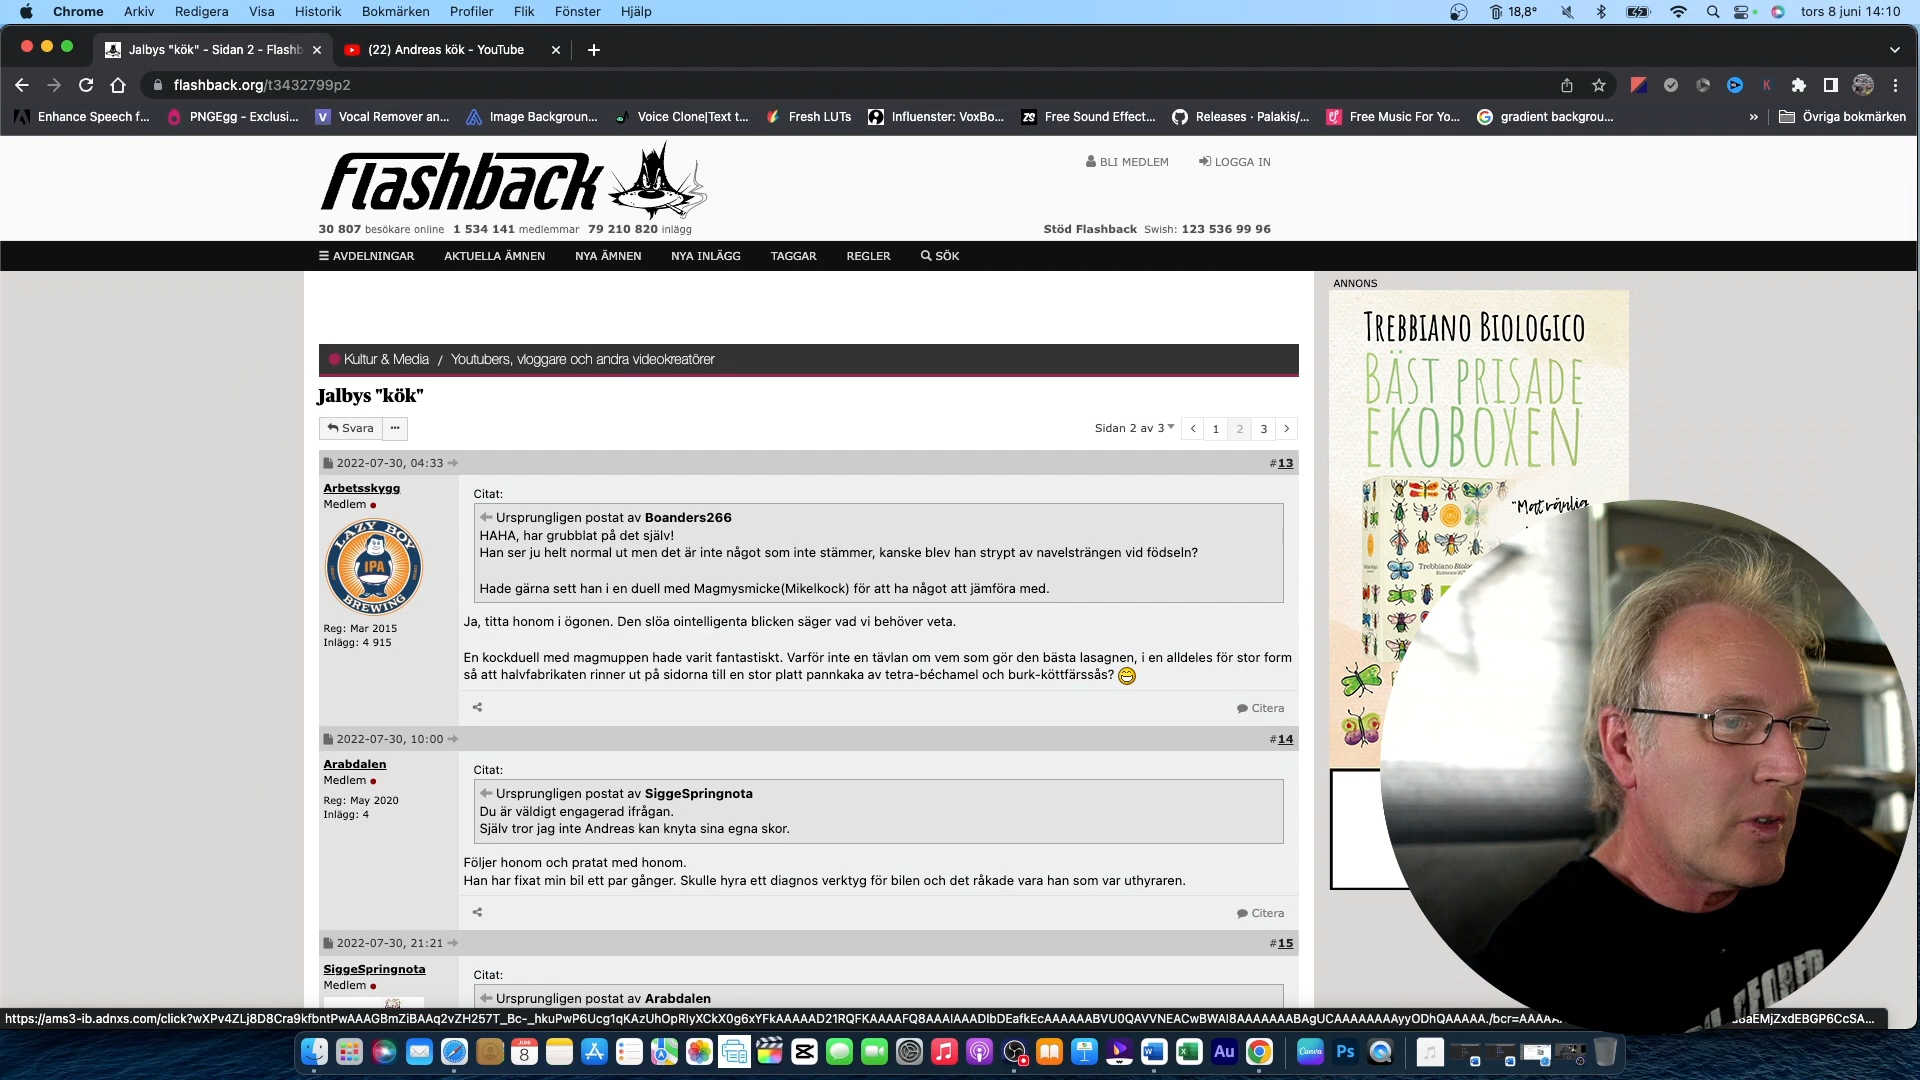 Chrome Arkiv Redigera Visa Historik Bokmärken Profiler Flik Fönster Hjälp
18,8° tors 8 juni 14:10
Jalbys "kök" - Sidan 2 - Flashb
(22) Andreas kök - YouTube
flashback.org/t3432799p2
Enhance Speech f... PNGEgg - Exclusi... Vocal Remover an... Image Backgroun... Voice Clone|Text t... Fresh LUTs Influenster: VoxBo... Free Sound Effect... Releases · Palakis/... Free Music For Yo... gradient backgrou... » Övriga bokmärken
flashback
BLI MEDLEM LOGGA IN
30 807 besökare online 1 534 141 medlemmar 79 210 820 inlägg
Stöd Flashback Swish: 123 536 99 96
AVDELNINGAR AKTUELLA ÄMNEN NYA ÄMNEN NYA INLÄGG TAGGAR REGLER SÖK
ANNONS
TREBBIANO BIOLOGICO
BÄST PRISADE
EKOBOXEN
"Matvänlig
Kultur & Media / Youtubers, vloggare och andra videokreatörer
Jalbys "kök"
Svara ...
Sidan 2 av 3 1 2 3
2022-07-30, 04:33 #13
Arbetsskygg
Medlem
LAZY BOY
IPA
BREWING
Reg: Mar 2015
Inlägg: 4 915
Citat:
Ursprungligen postat av Boanders266
HAHA, har grubblat på det själv!
Han ser ju helt normal ut men det är inte något som inte stämmer, kanske blev han strypt av navelsträngen vid födseln?
Hade gärna sett han i en duell med Magmysmicke(Mikelkock) för att ha något att jämföra med.
Ja, titta honom i ögonen. Den slöa ointelligenta blicken säger vad vi behöver veta.
En kockduell med magmuppen hade varit fantastiskt. Varför inte en tävlan om vem som gör den bästa lasagnen, i en alldeles för stor form
så att halvfabrikaten rinner ut på sidorna till en stor platt pannkaka av tetra-béchamel och burk-köttfärssås?
Citera
2022-07-30, 10:00 #14
Arabdalen
Medlem
Reg: May 2020
Inlägg: 4
Citat:
Ursprungligen postat av SiggeSpringnota
Du är väldigt engagerad ifrågan.
Själv tror jag inte Andreas kan knyta sina egna skor.
Följer honom och pratat med honom.
Han har fixat min bil ett par gånger. Skulle hyra ett diagnos verktyg för bilen och det råkade vara han som var uthyraren.
Citera
2022-07-30, 21:21 #15
SiggeSpringnota
Medlem
Citat:
Ursprungligen postat av Arabdalen
JUNI
8
Au
Canva
Ps